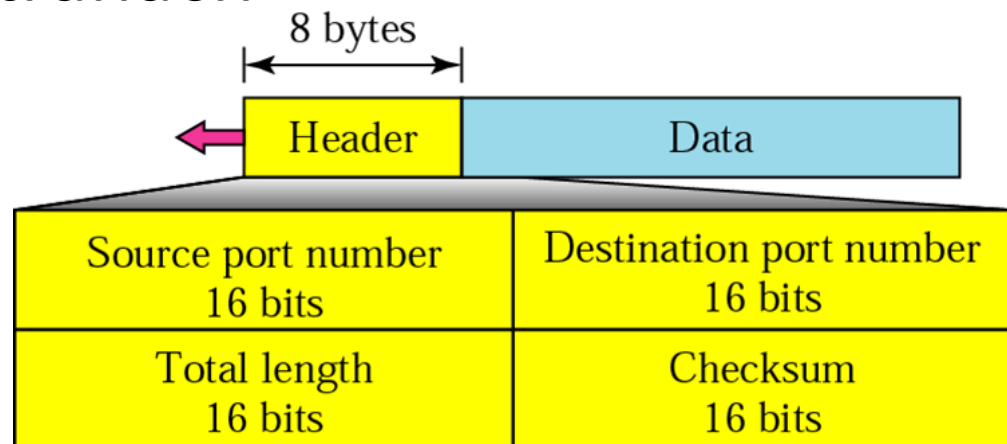 8 bytes
Header Data
Source port number Destination port number
16 bits 16 bits
Total length Checksum
16 bits 16 bits